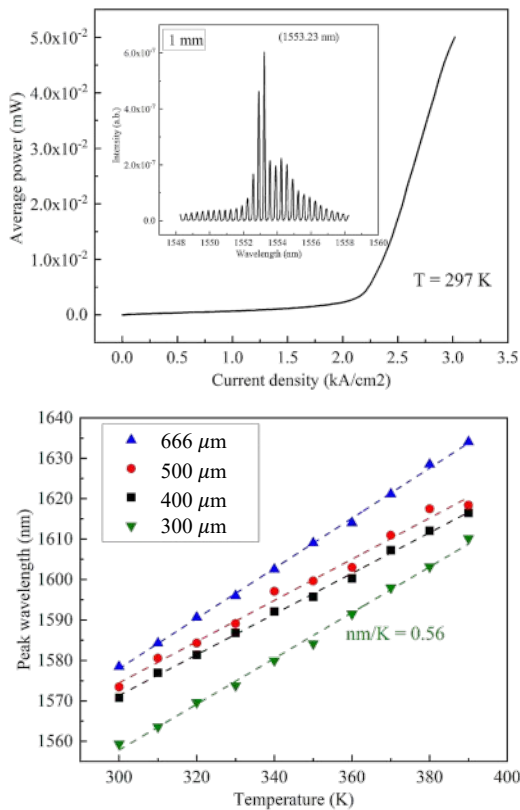 5.0x10-2
4.0x10-2
3.0x10-2
2.0x10-2
1.0x10-2
0.0
Average power (mW)
1 mm
(1553.23 nm)
6.0x10-7
4.0x10-7
2.0x10-7
0.0
Intensity (a.b.)
1548 1550 1552 1554 1556 1558 1560
Wavelength (nm)
T = 297 K
0.0 0.5 1.0 1.5 2.0 2.5 3.0 3.5
Current density (kA/cm2)
1640
1630
1620
1610
1600
1590
1580
1570
1560
Peak wavelength (nm)
666 μm
500 μm
400 μm
300 μm
nm/K = 0.56
300 310 320 330 340 350 360 370 380 390 400
Temperature (K)